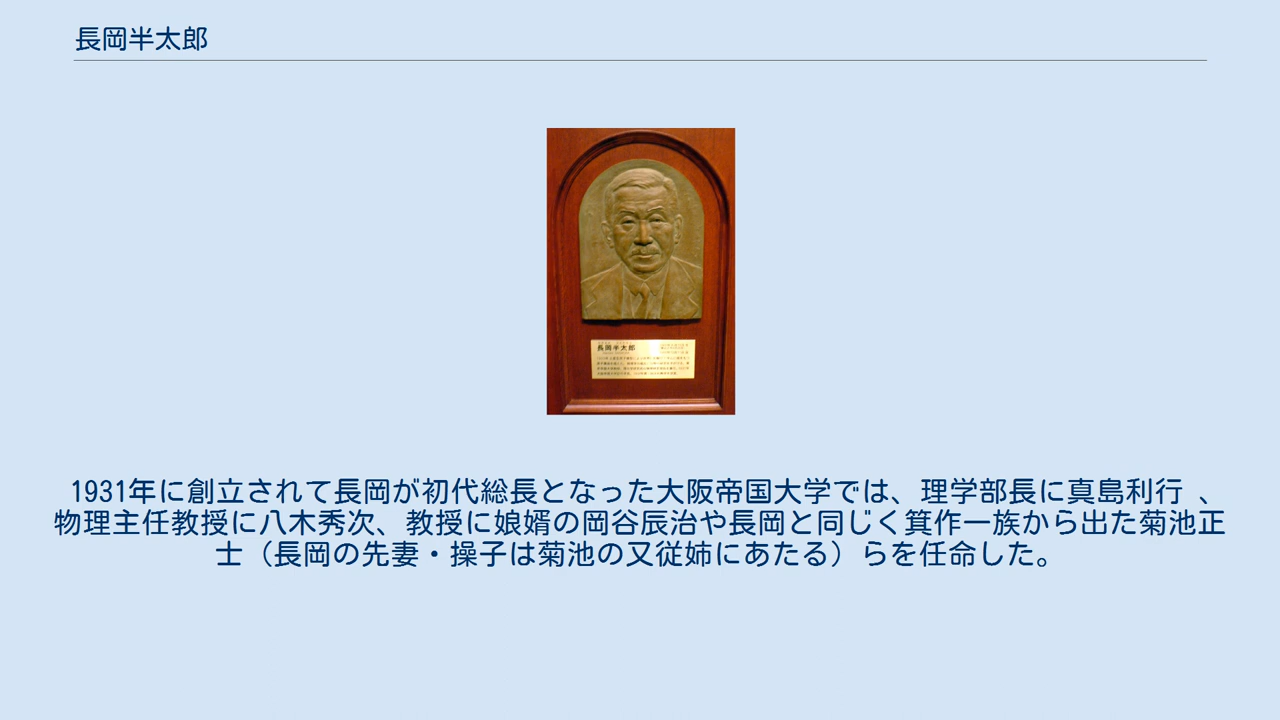 長岡半太郎
長岡半太郎
1931年に創立されて長岡が初代総長となった大阪帝国大学では、理学部長に真島利行 、
物理主任教授に八木秀次、教授に娘婿の岡谷辰治や長岡と同じく箕作一族から出た菊池正
士（長岡の先妻・操子は菊池の又従姉にあたる）らを任命した。